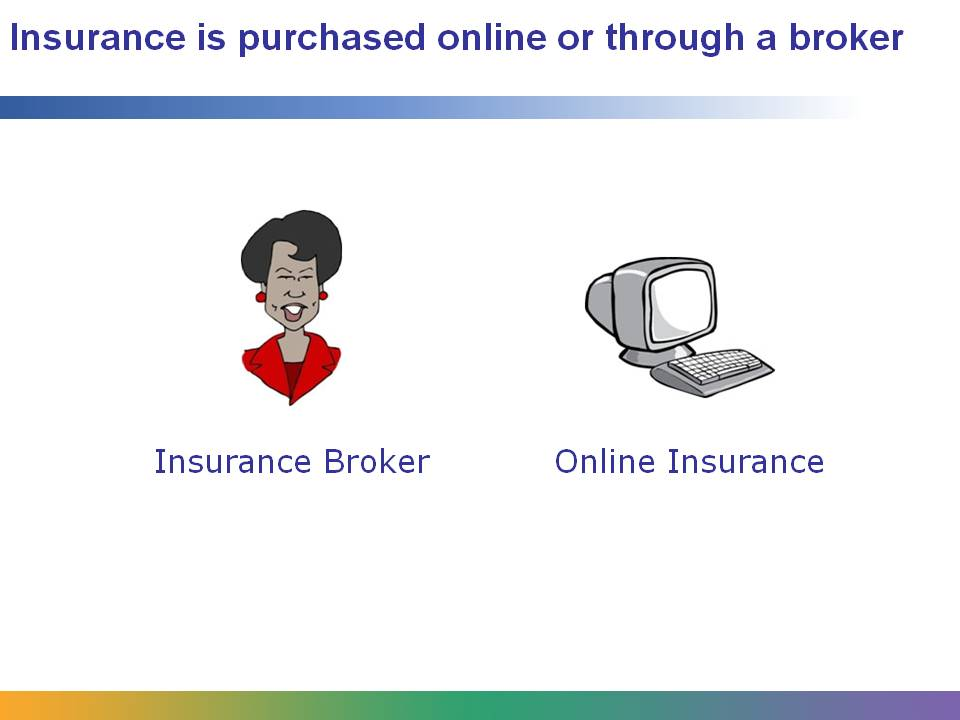 Insurance is purchased online or through a broker
Insurance Broker
Online Insurance